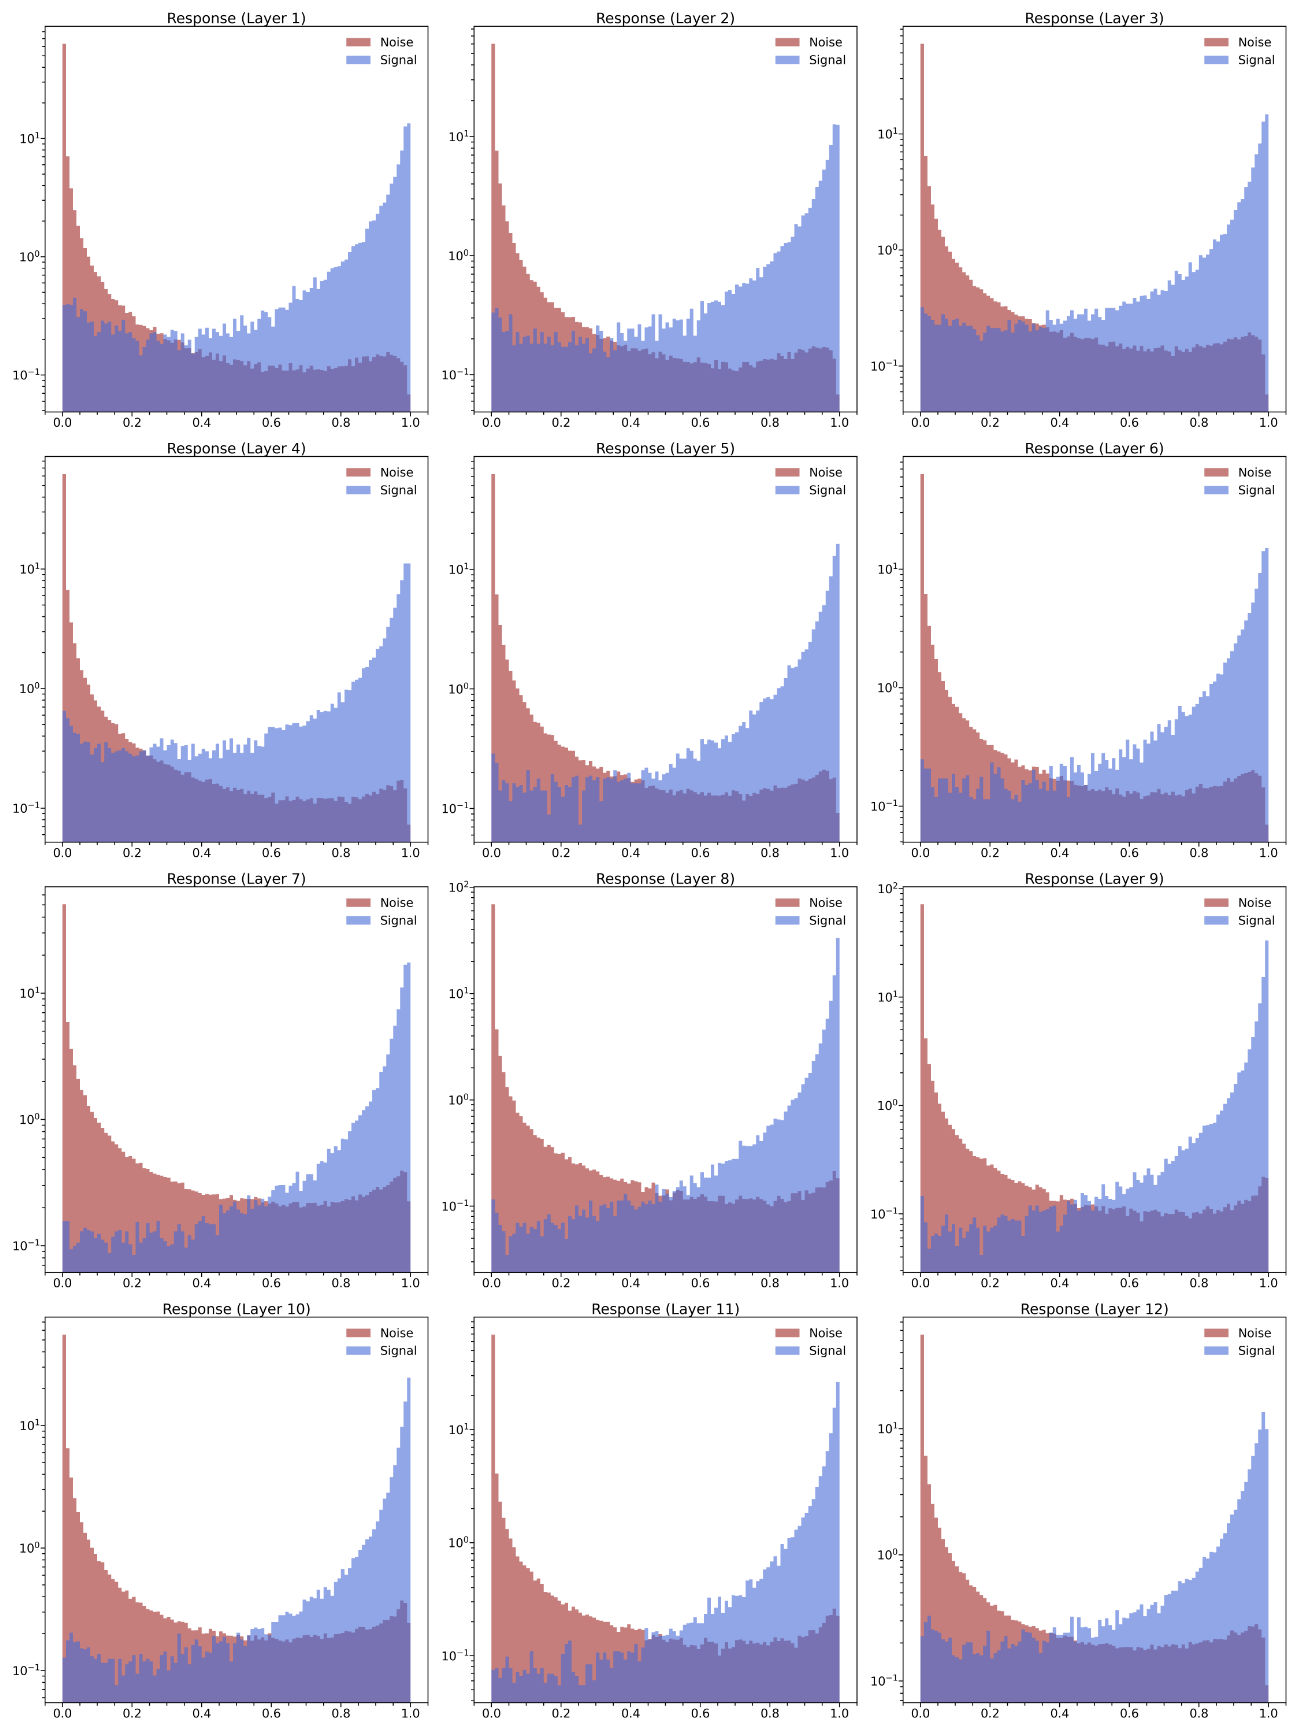 Response (Layer 1) Response (Layer 2) Response (Layer 3)
Noise Noise Noise
Signal Signal Signal
10¹ 10¹ 10¹
10⁰ 10⁰ 10⁰
10⁻¹ 10⁻¹ 10⁻¹
0.0 0.2 0.4 0.6 0.8 1.0 0.0 0.2 0.4 0.6 0.8 1.0 0.0 0.2 0.4 0.6 0.8 1.0
Response (Layer 4) Response (Layer 5) Response (Layer 6)
Noise Noise Noise
Signal Signal Signal
10¹ 10¹ 10¹
10⁰ 10⁰ 10⁰
10⁻¹ 10⁻¹ 10⁻¹
0.0 0.2 0.4 0.6 0.8 1.0 0.0 0.2 0.4 0.6 0.8 1.0 0.0 0.2 0.4 0.6 0.8 1.0
Response (Layer 7) Response (Layer 8) Response (Layer 9)
10² 10²
Noise Noise Noise
Signal Signal Signal
10¹ 10¹ 10¹
10⁰ 10⁰ 10⁰
10⁻¹ 10⁻¹ 10⁻¹
0.0 0.2 0.4 0.6 0.8 1.0 0.0 0.2 0.4 0.6 0.8 1.0 0.0 0.2 0.4 0.6 0.8 1.0
Response (Layer 10) Response (Layer 11) Response (Layer 12)
Noise Noise Noise
Signal Signal Signal
10¹ 10¹ 10¹
10⁰ 10⁰ 10⁰
10⁻¹ 10⁻¹ 10⁻¹
0.0 0.2 0.4 0.6 0.8 1.0 0.0 0.2 0.4 0.6 0.8 1.0 0.0 0.2 0.4 0.6 0.8 1.0